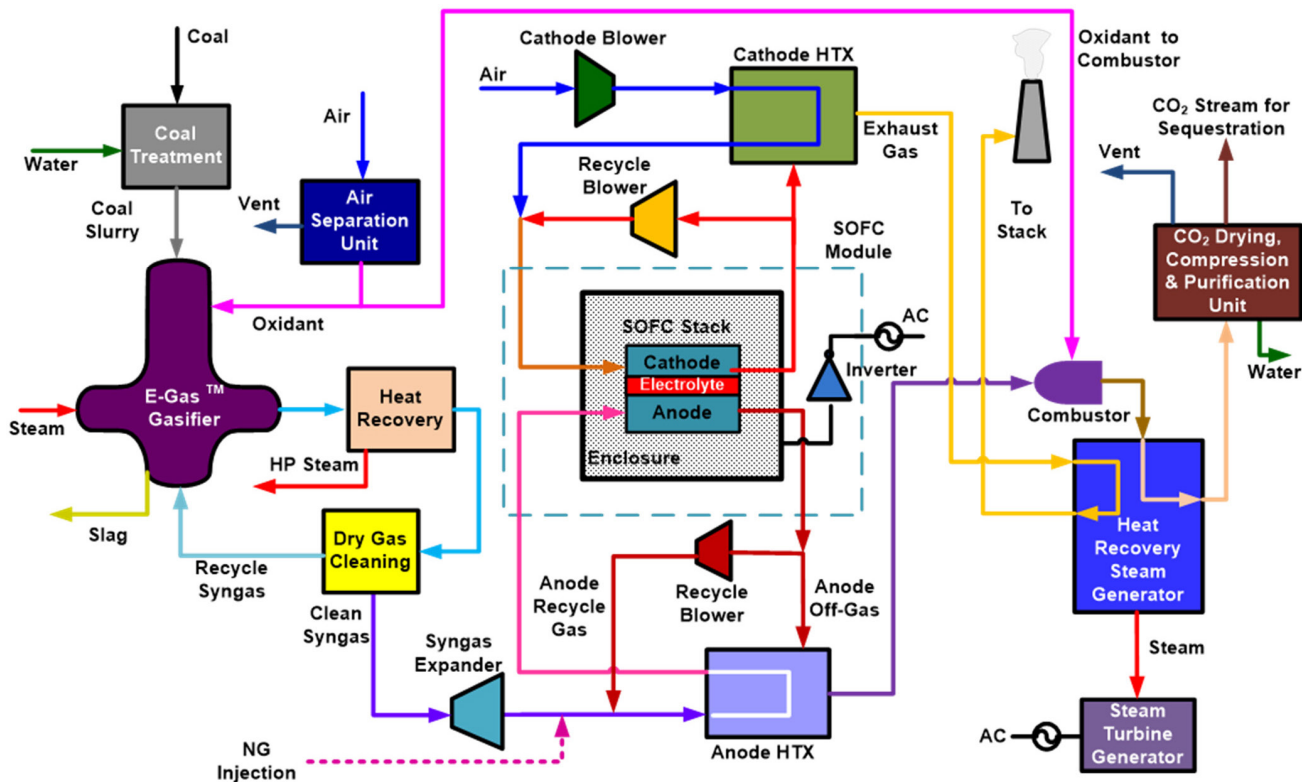 Coal
Cathode Blower
Cathode HTX
Oxidant to
Combustor
Air
Air
CO₂ Stream for
Sequestration
Coal
Treatment
Water
Exhaust
Gas
Vent
Recycle
Blower
Coal
Slurry
Vent
Air
Separation
Unit
To
Stack
SOFC
Module
CO₂ Drying,
Compression
& Purification
Unit
Oxidant
SOFC Stack
AC
Cathode
Electrolyte
Anode
Inverter
Water
E-Gas ™
Gasifier
Heat
Recovery
Combustor
Steam
HP Steam
Enclosure
Slag
Dry Gas
Cleaning
Heat
Recovery
Steam
Generator
Recycle
Syngas
Anode
Recycle
Gas
Recycle
Blower
Anode
Off-Gas
Clean
Syngas
Syngas
Expander
Steam
Steam
Turbine
Generator
AC
NG
Injection
Anode HTX